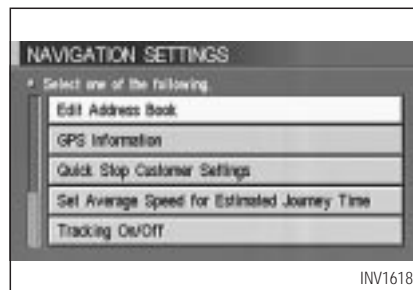 NAVIGATION SETTINGS
Select one of the following.
Edit Address Book
GPS Information
Quick Stop Customer Settings
Set Average Speed for Estimated Journey Time
Tracking On/Off
INV1618